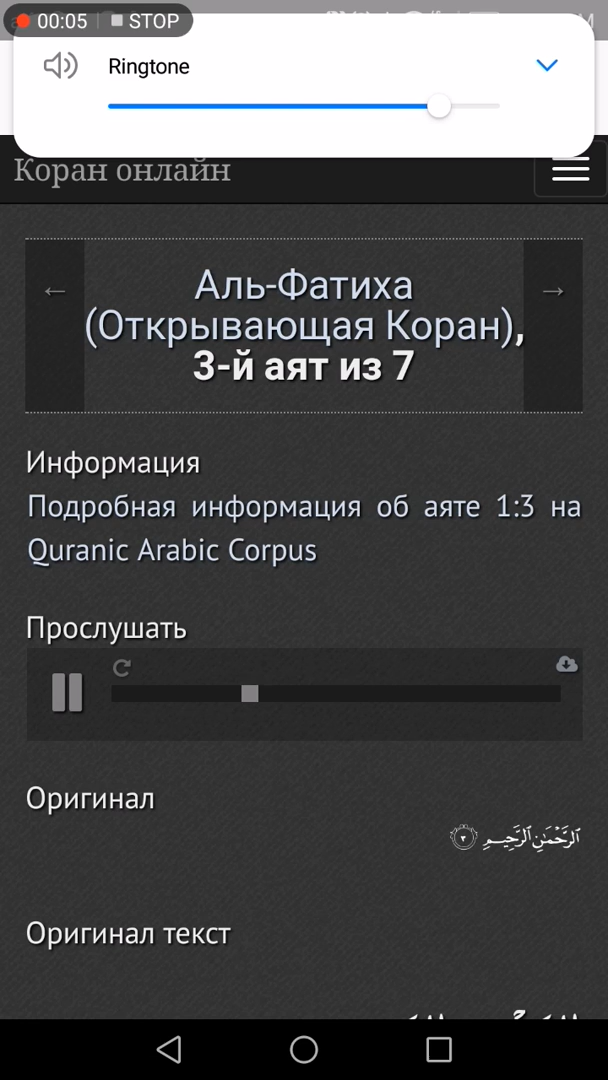 00:05 STOP
Ringtone
Коран онлайн
← Аль-Фатиха →
(Открывающая Коран),
3-й аят из 7
Информация
Подробная информация об аяте 1:3 на
Quranic Arabic Corpus
Прослушать
Оригинал
ٱلرَّحْمَٰنِ ٱلرَّحِيمِ ٣
Оригинал текст